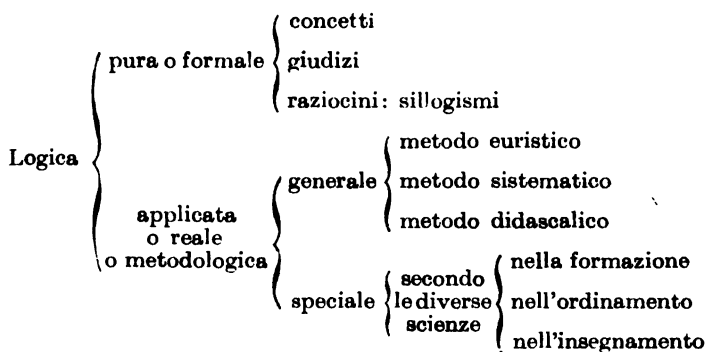 Logica
pura o formale
concetti
giudizi
raziocini: sillogismi
applicata
o reale
o metodologica
generale
metodo euristico
metodo sistematico
metodo didascalico
speciale
secondo
le diverse
scienze
nella formazione
nell'ordinamento
nell'insegnamento